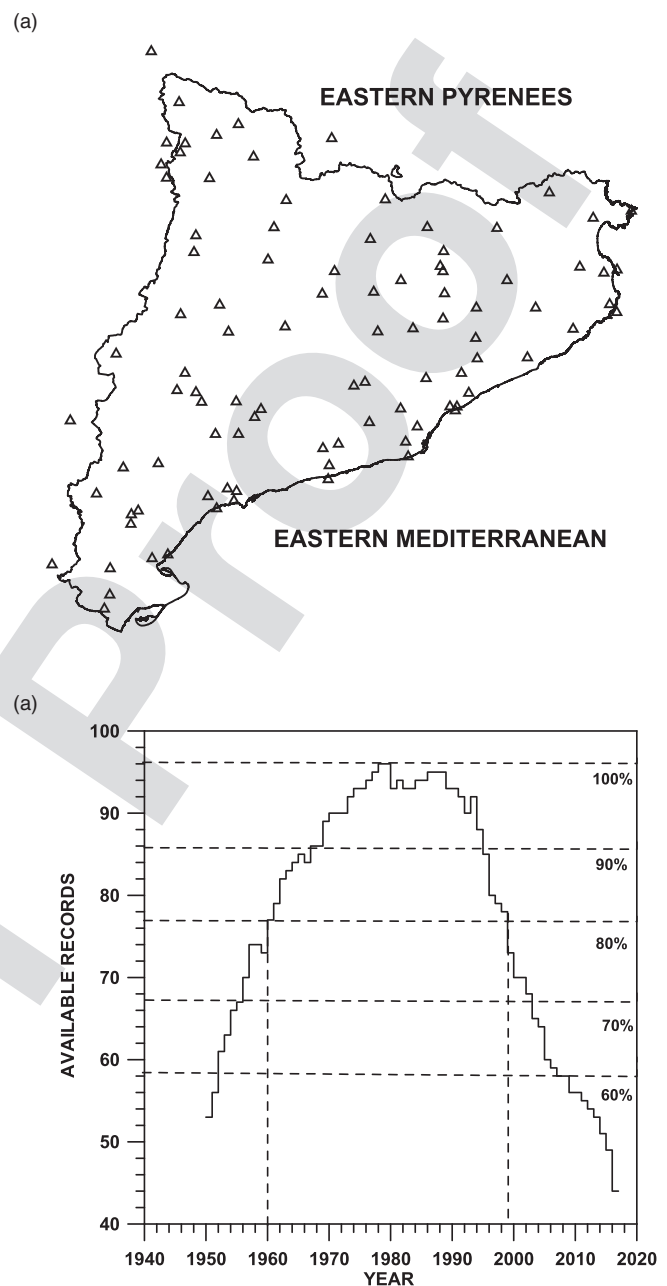 (a)
EASTERN PYRENEES
EASTERN MEDITERRANEAN
Proof
(a)
100
90
80
70
60
50
40
AVAILABLE RECORDS
100%
90%
80%
70%
60%
1940 1950 1960 1970 1980 1990 2000 2010 2020
YEAR